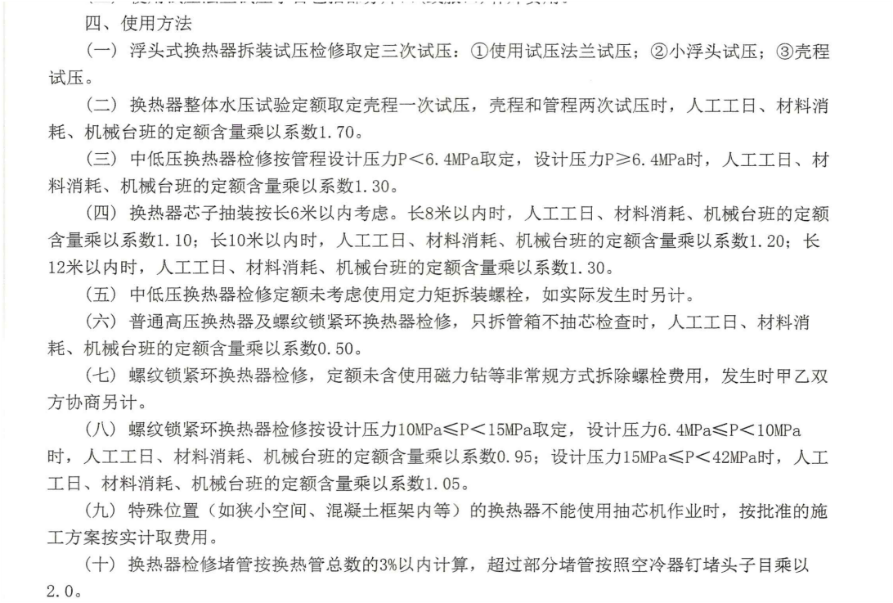 四、使用方法
(一) 浮头式换热器拆装试压检修取定三次试压：①使用试压法兰试压；②小浮头试压；③壳程
试压。
(二) 换热器整体水压试验定额取定壳程一次试压，壳程和管程两次试压时，人工工日、材料消
耗、机械台班的定额含量乘以系数1.70。
(三) 中低压换热器检修按管程设计压力P＜6.4MPa取定，设计压力P≥6.4MPa时，人工工日、材
料消耗、机械台班的定额含量乘以系数1.30。
(四) 换热器芯子抽装按长6米以内考虑。长8米以内时，人工工日、材料消耗、机械台班的定额
含量乘以系数1.10；长10米以内时，人工工日、材料消耗、机械台班的定额含量乘以系数1.20；长
12米以内时，人工工日、材料消耗、机械台班的定额含量乘以系数1.30。
(五) 中低压换热器检修定额未考虑使用定力矩拆装螺栓，如实际发生时另计。
(六) 普通高压换热器及螺纹锁紧环换热器检修，只拆管箱不抽芯检查时，人工工日、材料消
耗、机械台班的定额含量乘以系数0.50。
(七) 螺纹锁紧环换热器检修，定额未含使用磁力钻等非常规方式拆除螺栓费用，发生时甲乙双
方协商另计。
(八) 螺纹锁紧环换热器检修按设计压力10MPa≤P＜15MPa取定，设计压力6.4MPa≤P＜10MPa
时，人工工日、材料消耗、机械台班的定额含量乘以系数0.95；设计压力15MPa≤P＜42MPa时，人工
工日、材料消耗、机械台班的定额含量乘以系数1.05。
(九) 特殊位置（如狭小空间、混凝土框架内等）的换热器不能使用抽芯机作业时，按批准的施
工方案按实计取费用。
(十) 换热器检修堵管按换热管总数的3%以内计算，超过部分堵管按照空冷器钉堵头子目乘以
2.0。